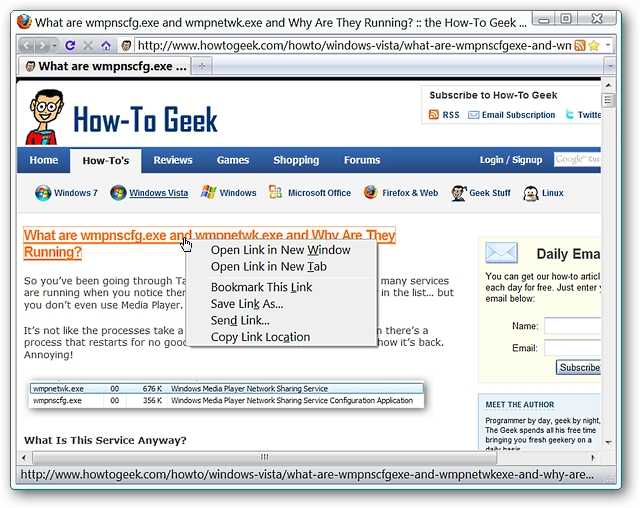 What are wmpnscfg.exe and wmpnetwk.exe and Why Are They Running? :: the How-To Geek ...
http://www.howtogeek.com/howto/windows-vista/what-are-wmpnscfgexe-and-wm
What are wmpnscfg.exe ...
How-To Geek
Subscribe to How-To Geek
RSS Email Subscription Twitte
Home How-To's Reviews Games Shopping Forums Login / Signup Google Custom
Windows 7 Windows Vista Windows Microsoft Office Firefox & Web Geek Stuff Linux
What are wmpnscfg.exe and wmpnetwk.exe and Why Are They
Running?
Open Link in New Window
Open Link in New Tab
Bookmark This Link
Save Link As...
Send Link...
Copy Link Location
So you've been going through Ta many services
are running when you notice then in the list... but
you don't even use Media Player.
It's not like the processes take a n there's a
process that restarts for no good how it's back.
Annoying!
wmpnetwk.exe 00 676 K Windows Media Player Network Sharing Service
wmpnscfg.exe 00 356 K Windows Media Player Network Sharing Service Configuration Application
What Is This Service Anyway?
Daily Ema
You can get our how-to article
each day for free. Just enter y
email below:
Name:
Email:
Subscribe
MEET THE AUTHOR
Programmer by day, geek by night,
The Geek spends all his free time
bringing you fresh geekery on a
daily basis.
http://www.howtogeek.com/howto/windows-vista/what-are-wmpnscfgexe-and-wmpnetwkexe-and-why-are...